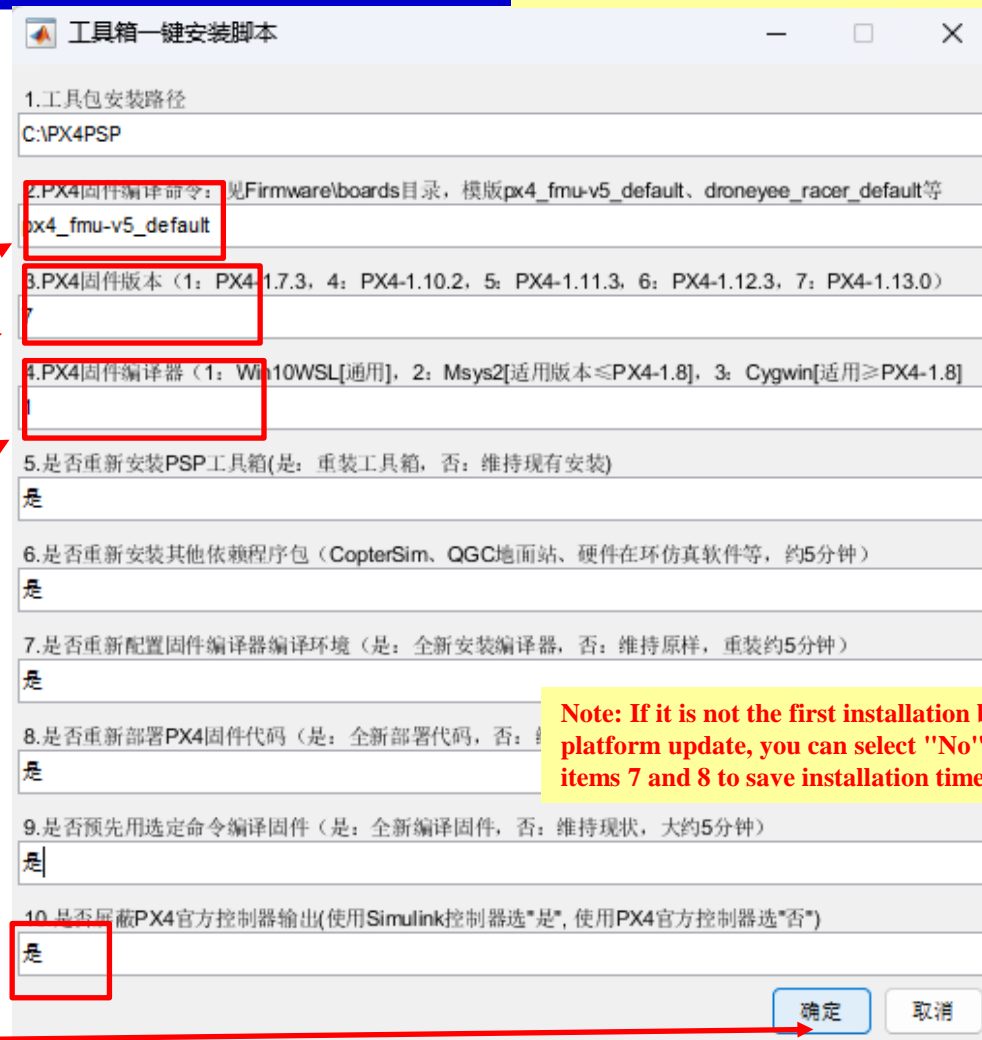 工具箱一键安装脚本
1.工具包安装路径
C:\PX4PSP
2.PX4固件编译命令：见Firmware\boards目录，模版px4_fmu-v5_default、droneyee_racer_default等
px4_fmu-v5_default
3.PX4固件版本（1：PX4-1.7.3，4：PX4-1.10.2，5：PX4-1.11.3，6：PX4-1.12.3，7：PX4-1.13.0）
7
4.PX4固件编译器（1：Win10WSL[通用]，2：Msys2[适用版本≤PX4-1.8]，3：Cygwin[适用≥PX4-1.8]
1
5.是否重新安装PSP工具箱(是：重装工具箱，否：维持现有安装)
是
6.是否重新安装其他依赖程序包（CopterSim、QGC地面站、硬件在环仿真软件等，约5分钟）
是
7.是否重新配置固件编译器编译环境（是：全新安装编译器，否：维持原样，重装约5分钟）
是
8.是否重新部署PX4固件代码（是：全新部署代码，否：
是
Note: If it is not the first installation
platform update, you can select "No"
items 7 and 8 to save installation time
9.是否预先用选定命令编译固件（是：全新编译固件，否：维持现状，大约5分钟）
是
10.是否屏蔽PX4官方控制器输出(使用Simulink控制器选"是", 使用PX4官方控制器选"否")
是
确定 取消